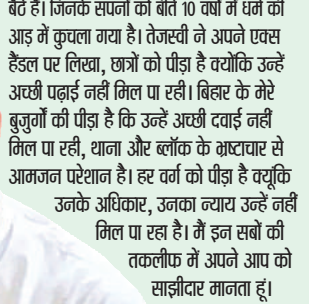 बैठे हैं। जिनके सपनों को बीते 10 वर्षों में धर्म की
आड़ में कुचला गया है। तेजस्वी ने अपने एक्स
हैंडल पर लिखा, छात्रों को पीड़ा है क्योंकि उन्हें
अच्छी पढ़ाई नहीं मिल पा रही। बिहार के मेरे
बुजुर्गों की पीड़ा है कि उन्हें अच्छी दवाई नहीं
मिल पा रही, थाना और ब्लॉक के भ्रष्टाचार से
आमजन परेशान है। हर वर्ग को पीड़ा है क्यूंकि
उनके अधिकार, उनका न्याय उन्हें नहीं
मिल पा रहा है। मैं इन सबों की
तकलीफ में अपने आप को
साझीदार मानता हूं।